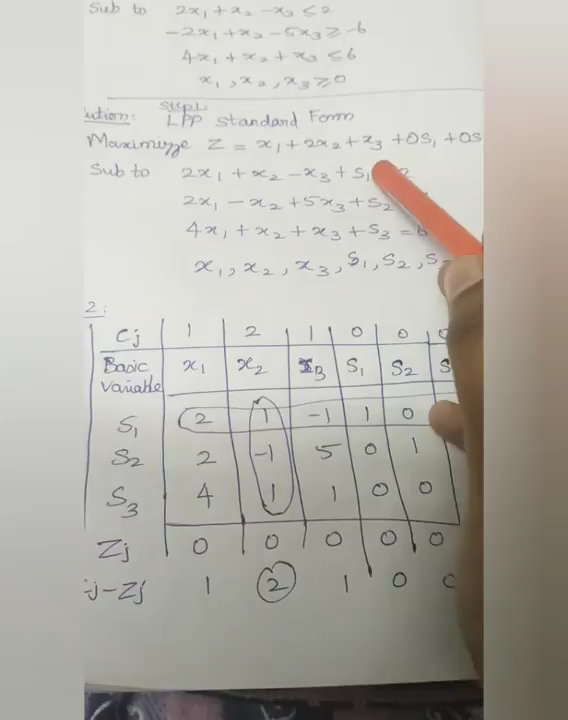 Sub to 2x₁+x₂-x₃≤2
-2x₁+x₂-5x₃≥-6
4x₁+x₂+x₃≤6
x₁,x₂,x₃≥0
Step1
ution: LPP standard Form
Maximize Z = x₁+2x₂+x₃+0S₁+0S
Sub to 2x₁+x₂-x₃+S₁ 2
2x₁-x₂+5x₃+S₂
4x₁+x₂+x₃+S₃=6
x₁,x₂,x₃,S₁,S₂,S
2:
Cj 1 2 1 0 0 0
Basic Variable x₁ x₂ x₃ S₁ S₂ S
S₁ 2 1 -1 1 0
S₂ 2 -1 5 0 1
S₃ 4 1 1 0 0
Zj 0 0 0 0 0
j-Zj 1 2 1 0 0